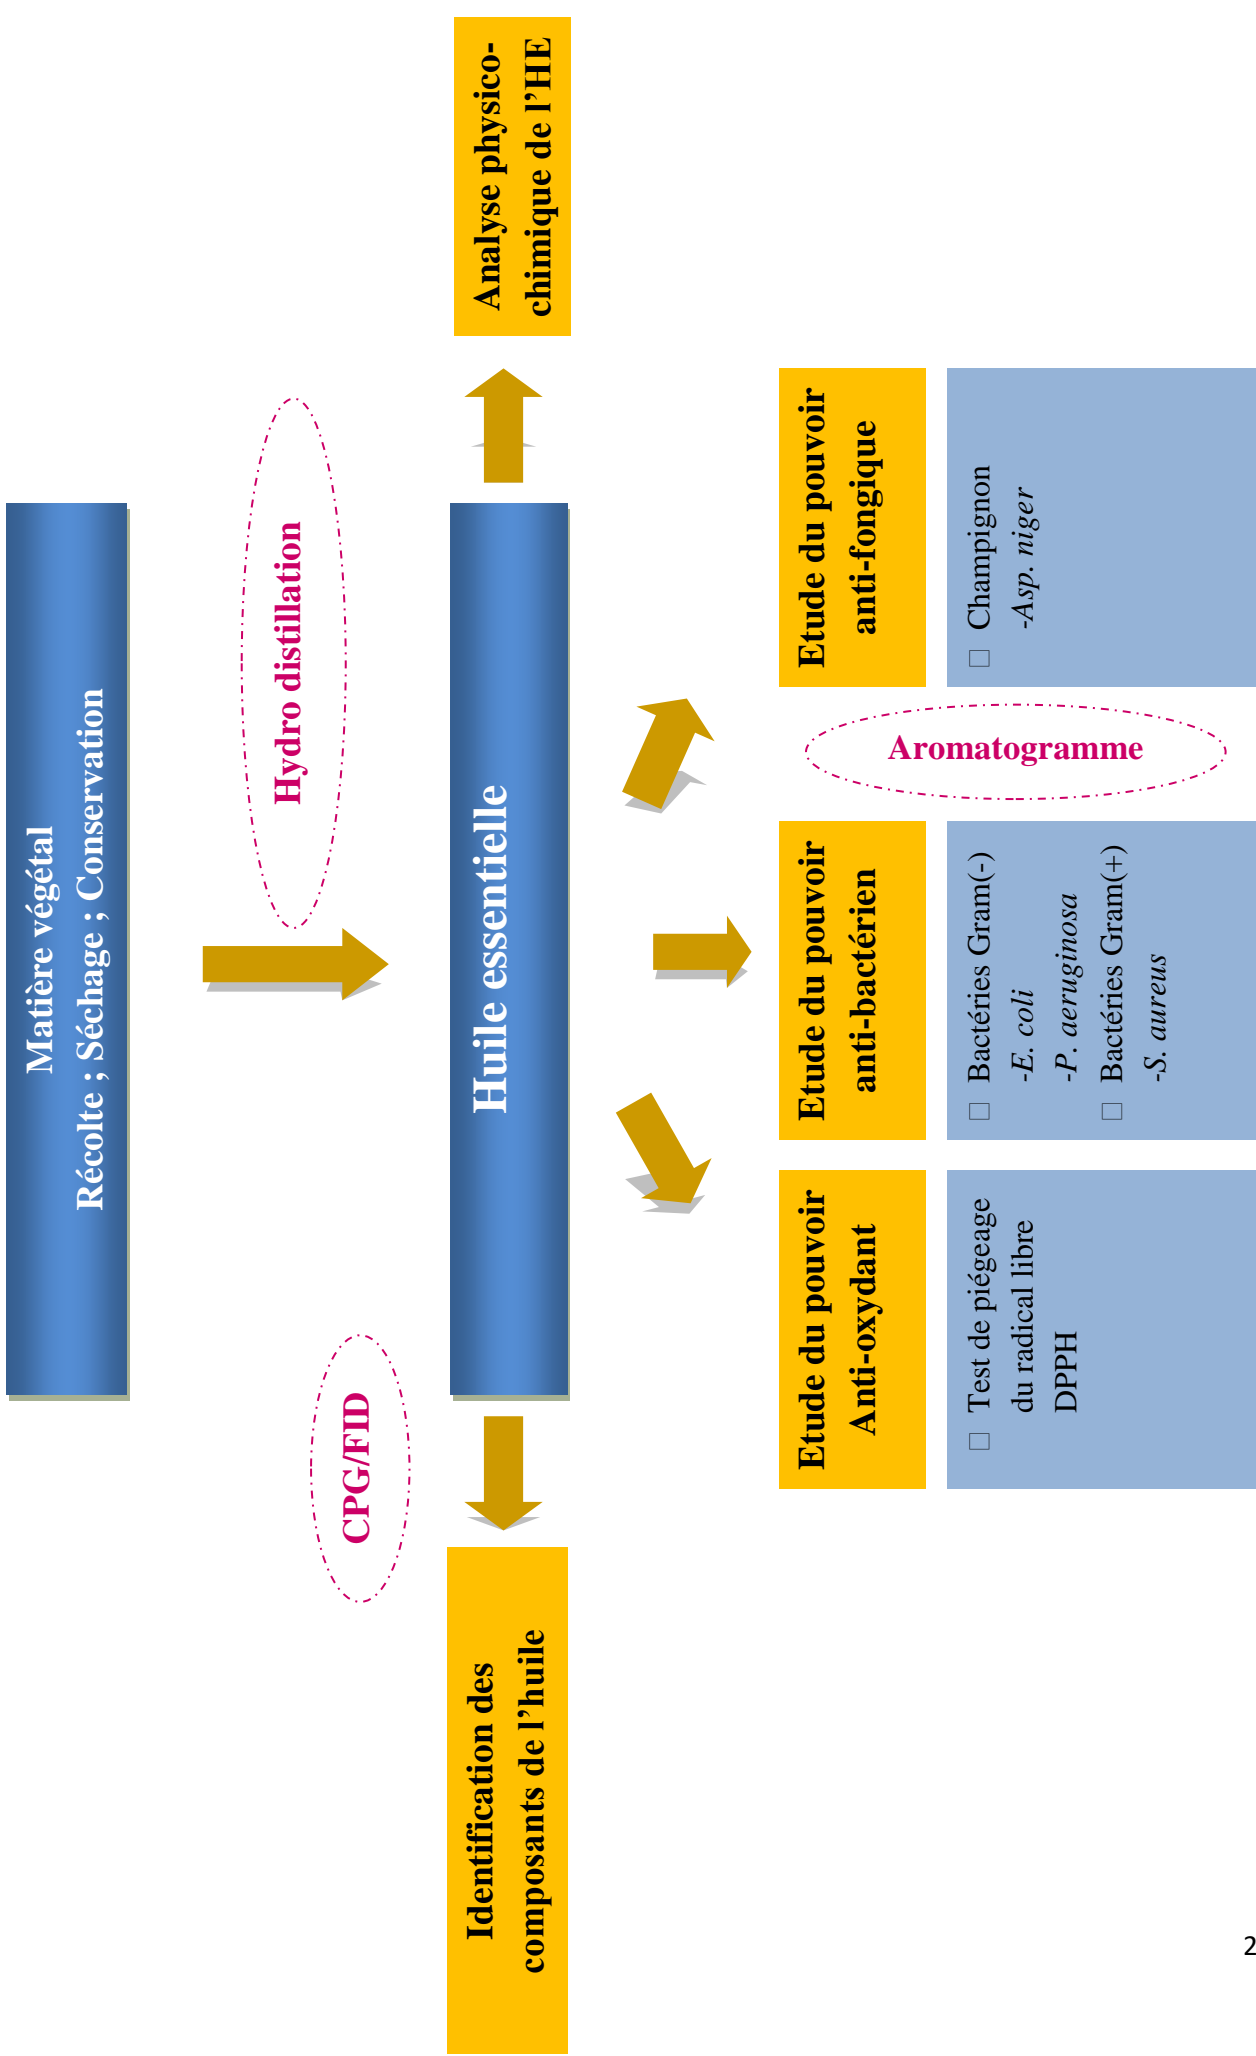 Matière végétal
Récolte ; Séchage ; Conservation
Hydro distillation
CPG/FID
Identification des
composants de l’huile
Huile essentielle
Analyse physico-
chimique de l’HE
Etude du pouvoir
Anti-oxydant
Test de piégeage
du radical libre
DPPH
Etude du pouvoir
anti-bactérien
Bactéries Gram(-)
-E. coli
-P. aeruginosa
Bactéries Gram(+)
-S. aureus
Aromatogramme
Etude du pouvoir
anti-fongique
Champignon
-Asp. niger
2